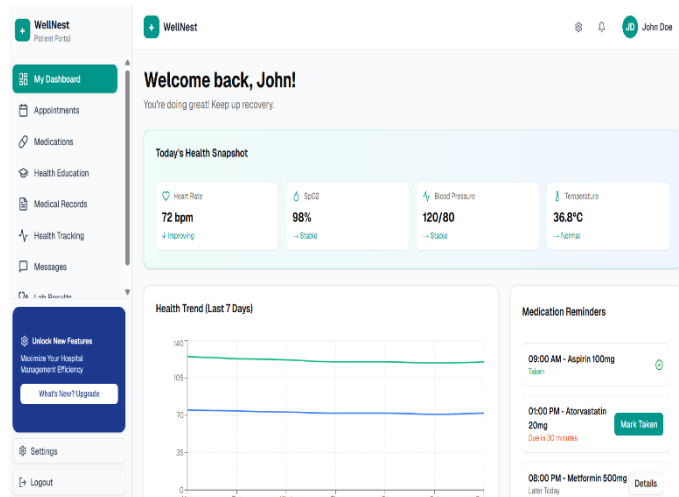 WellNest
Patient Portal
My Dashboard
Appointments
Medications
Health Education
Medical Records
Health Tracking
Messages
Lab Results
Unlock New Features
Maximize Your Hospital
Management Efficiency
What's New? Upgrade
Settings
Logout
WellNest
JD John Doe
Welcome back, John!
You're doing great! Keep up recovery.
Today's Health Snapshot
Heart Rate
72 bpm
↓ Improving
SpO2
98%
→ Stable
Blood Pressure
120/80
→ Stable
Temperature
36.8°C
→ Normal
Health Trend (Last 7 Days)
140
105
70
35
0
Medication Reminders
09:00 AM - Aspirin 100mg
Taken
01:00 PM - Atorvastatin
20mg
Due in 30 minutes
Mark Taken
08:00 PM - Metformin 500mg
Later Today
Details